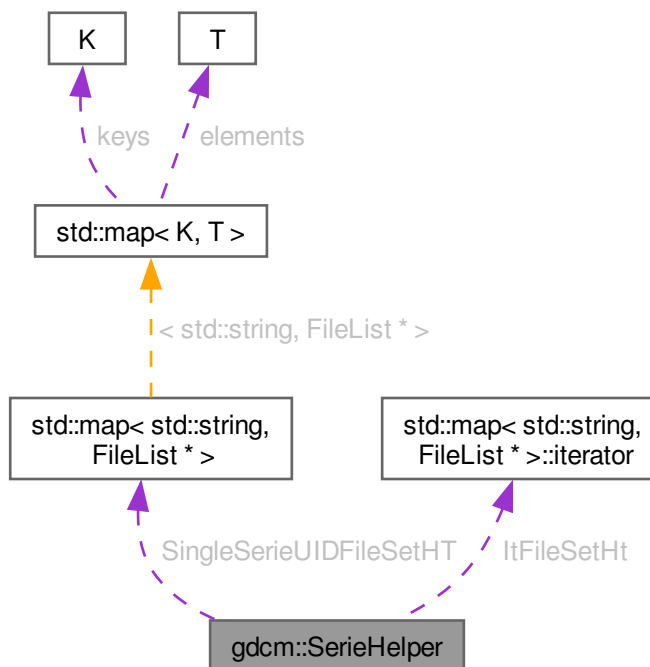 K
T
keys
elements
std::map< K, T >
< std::string, FileList * >
std::map< std::string,
FileList * >
std::map< std::string,
FileList * >::iterator
SingleSerieUIDFileSetHT
ItFileSetHt
gdcm::SerieHelper